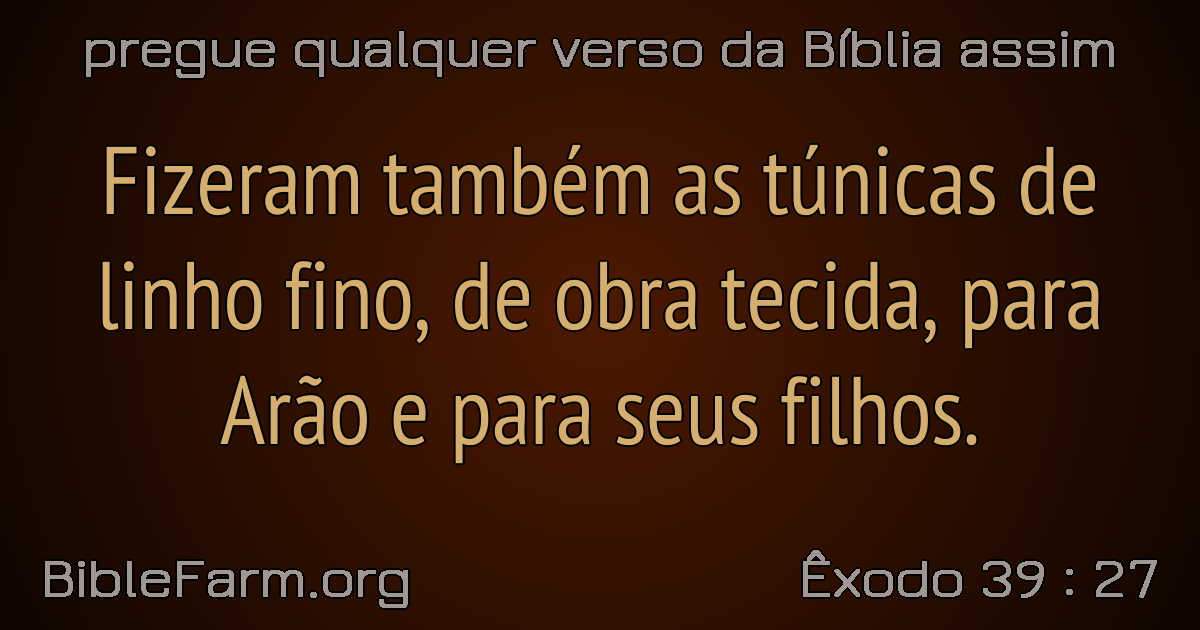 pregue qualquer verso da Bíblia assim
Fizeram também as túnicas de
linho fino, de obra tecida, para
Arão e para seus filhos.
BibleFarm.org
Êxodo 39 : 27